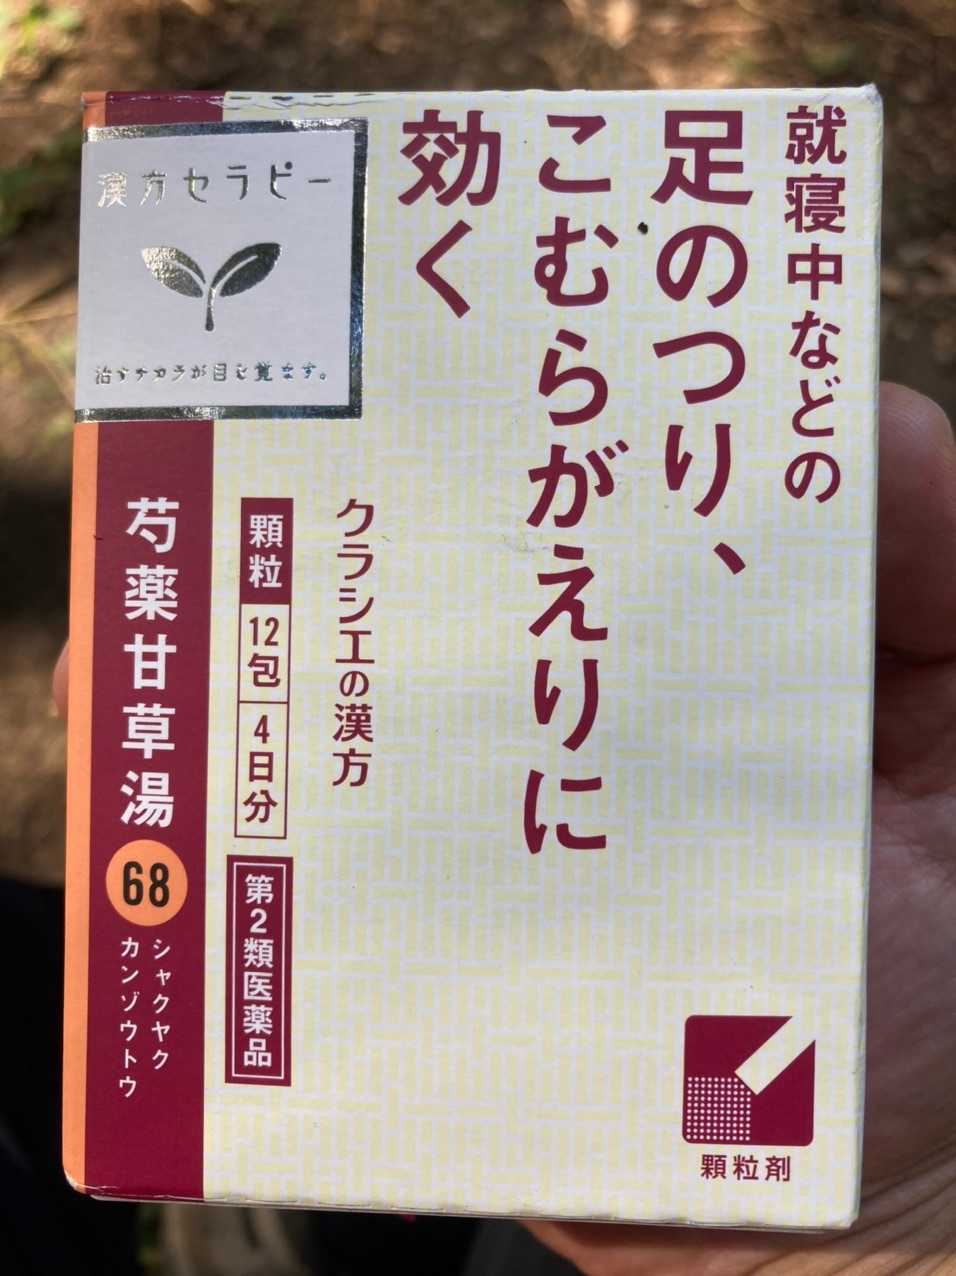 就寝中などの
足のつり、
こむらがえりに
効く
漢方セラピー
治すチカラが目を覚ます。
クラシエの漢方
顆粒
12包
4日分
第2類医薬品
芍薬甘草湯
68
シャクヤク
カンゾウトウ
顆粒剤